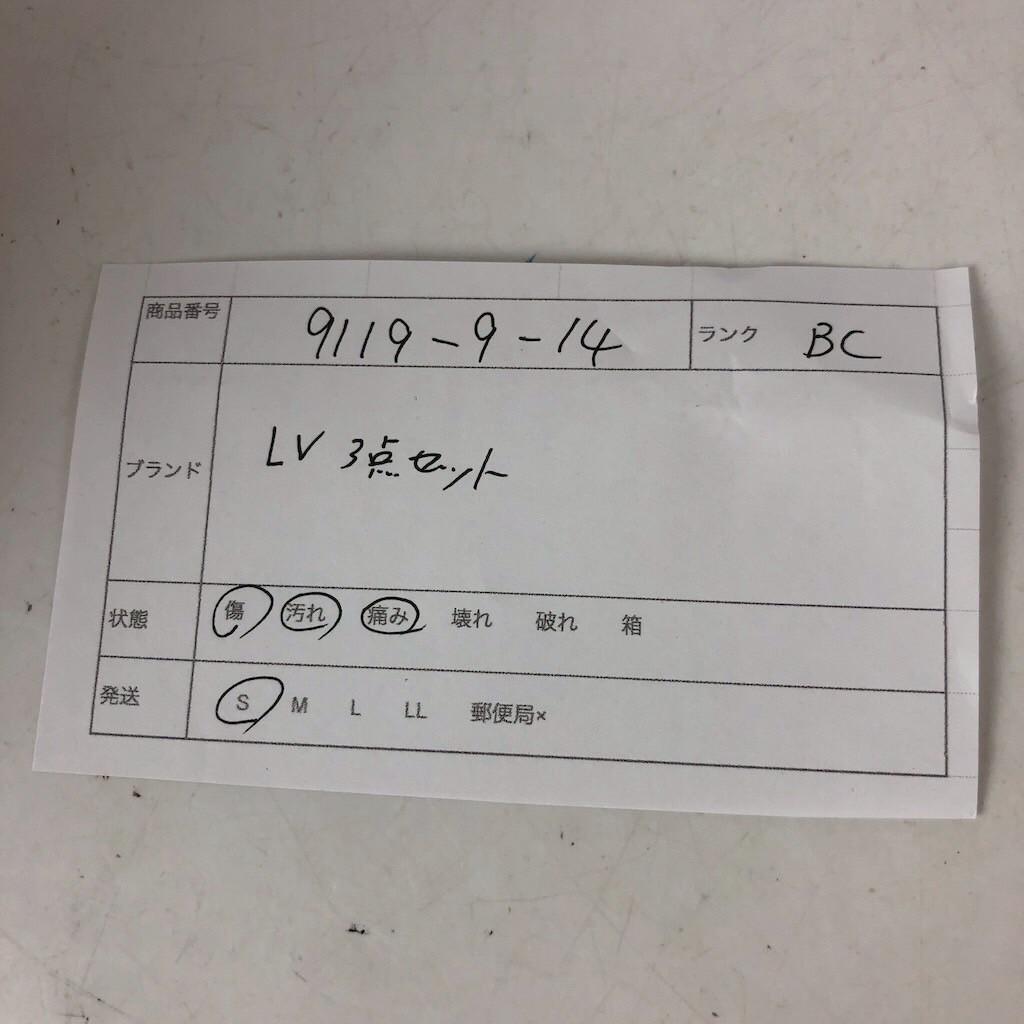 商品番号 9119-9-14 ランク BC
ブランド LV 3点セット
状態 傷 汚れ 痛み 壊れ 破れ 箱
発送 S M L LL 郵便局×